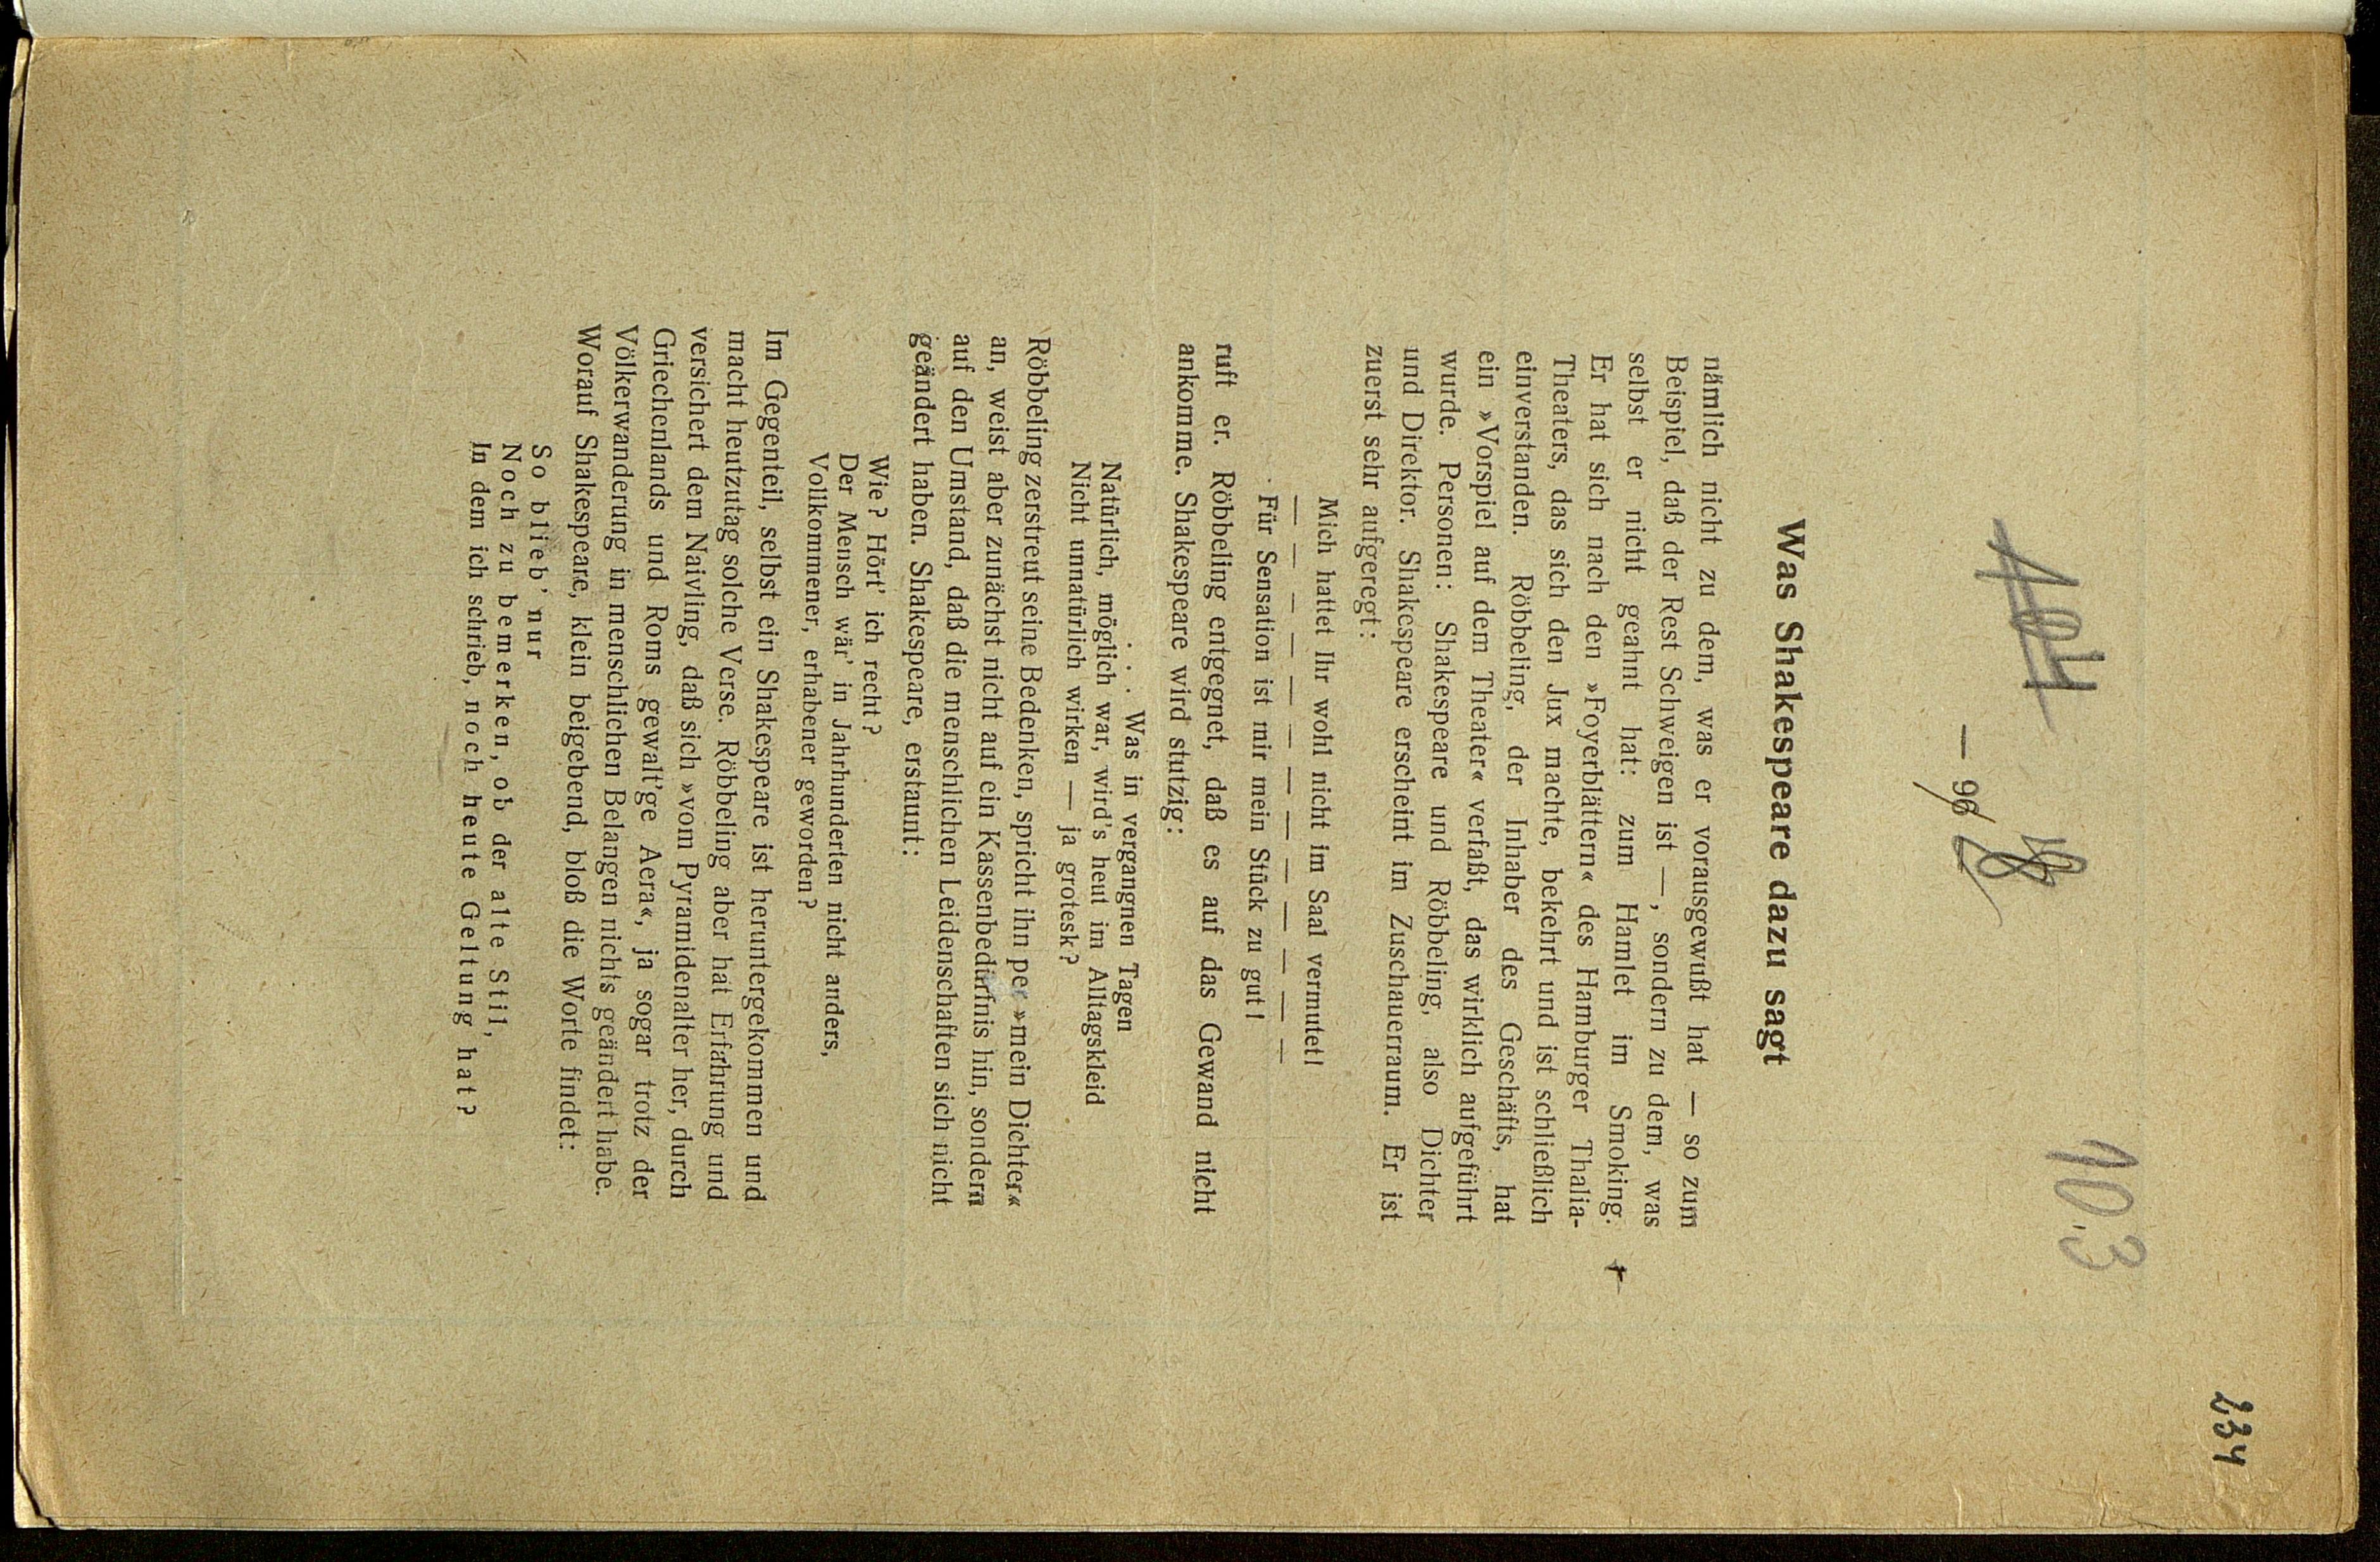 234
10.3
— 96
Was Shakespeare dazu sagt
nämlich nicht zu dem, was er vorausgewußt hat — so zum
Beispiel, daß der Rest Schweigen ist —, sondern zu dem, was
selbst er nicht geahnt hat: zum Hamlet im Smoking.
Er hat sich nach den »Foyerblättern« des Hamburger Thalia-
Theaters, das sich den Jux machte, bekehrt und ist schließlich
einverstanden. Röbbeling, der Inhaber des Geschäfts, hat
ein »Vorspiel auf dem Theater« verfaßt, das wirklich aufgeführt
wurde. Personen: Shakespeare und Röbbeling, also Dichter
und Direktor. Shakespeare erscheint im Zuschauerraum. Er ist
zuerst sehr aufgeregt:
Mich hattet Ihr wohl nicht im Saal vermutet!
— — — — — — — — — — — —
Für Sensation ist mir mein Stück zu gut!
ruft er. Röbbeling entgegnet, daß es auf das Gewand nicht
ankomme. Shakespeare wird stutzig:
. . . Was in vergangnen Tagen
Natürlich, möglich war, wird's heut im Alltagskleid
Nicht unnatürlich wirken — ja grotesk?
Röbbeling zerstreut seine Bedenken, spricht ihn per »mein Dichter«
an, weist aber zunächst nicht auf ein Kassenbedürfnis hin, sondern
auf den Umstand, daß die menschlichen Leidenschaften sich nicht
geändert haben. Shakespeare, erstaunt:
Wie? Hört' ich recht?
Der Mensch wär' in Jahrhunderten nicht anders,
Vollkommener, erhabener geworden?
Im Gegenteil, selbst ein Shakespeare ist heruntergekommen und
macht heutzutag solche Verse. Röbbeling aber hat Erfahrung und
versichert dem Naivling, daß sich »vom Pyramidenalter her, durch
Griechenlands und Roms gewalt'ge Aera«, ja sogar trotz der
Völkerwanderung in menschlichen Belangen nichts geändert habe.
Worauf Shakespeare, klein beigebend, bloß die Worte findet:
So blieb' nur
Noch zu bemerken, ob der alte Stil,
In dem ich schrieb, noch heute Geltung hat?